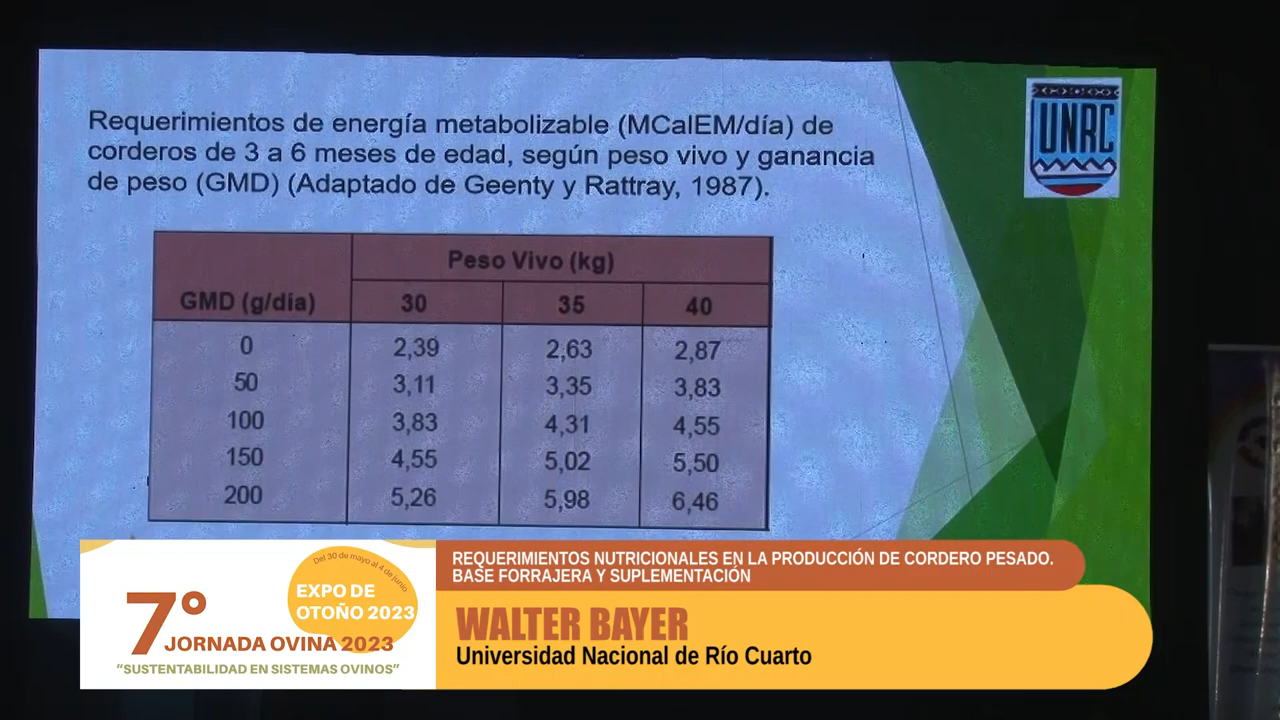 Requerimientos de energía metabolizable (MCalEM/día) de
corderos de 3 a 6 meses de edad, según peso vivo y ganancia
de peso (GMD) (Adaptado de Geenty y Rattray, 1987).
UNRC
Peso Vivo (kg)
GMD (g/día) 30 35 40
0 2,39 2,63 2,87
50 3,11 3,35 3,83
100 3,83 4,31 4,55
150 4,55 5,02 5,50
200 5,26 5,98 6,46
Del 30 de mayo al 4 de junio
EXPO DE
OTOÑO 2023
7º
JORNADA OVINA 2023
“SUSTENTABILIDAD EN SISTEMAS OVINOS”
REQUERIMIENTOS NUTRICIONALES EN LA PRODUCCIÓN DE CORDERO PESADO.
BASE FORRAJERA Y SUPLEMENTACIÓN
WALTER BAYER
Universidad Nacional de Río Cuarto